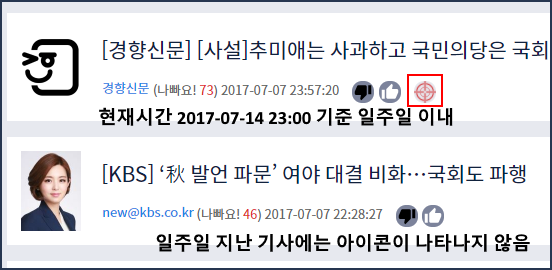 [경향신문] [사설]추미애는 사과하고 국민의당은 국회
경향신문 (나빠요! 73) 2017-07-07 23:57:20
현재시간 2017-07-14 23:00 기준 일주일 이내
[KBS] ‘秋 발언 파문’ 여야 대결 비화…국회도 파행
new@kbs.co.kr (나빠요! 46) 2017-07-07 22:28:27
일주일 지난 기사에는 아이콘이 나타나지 않음